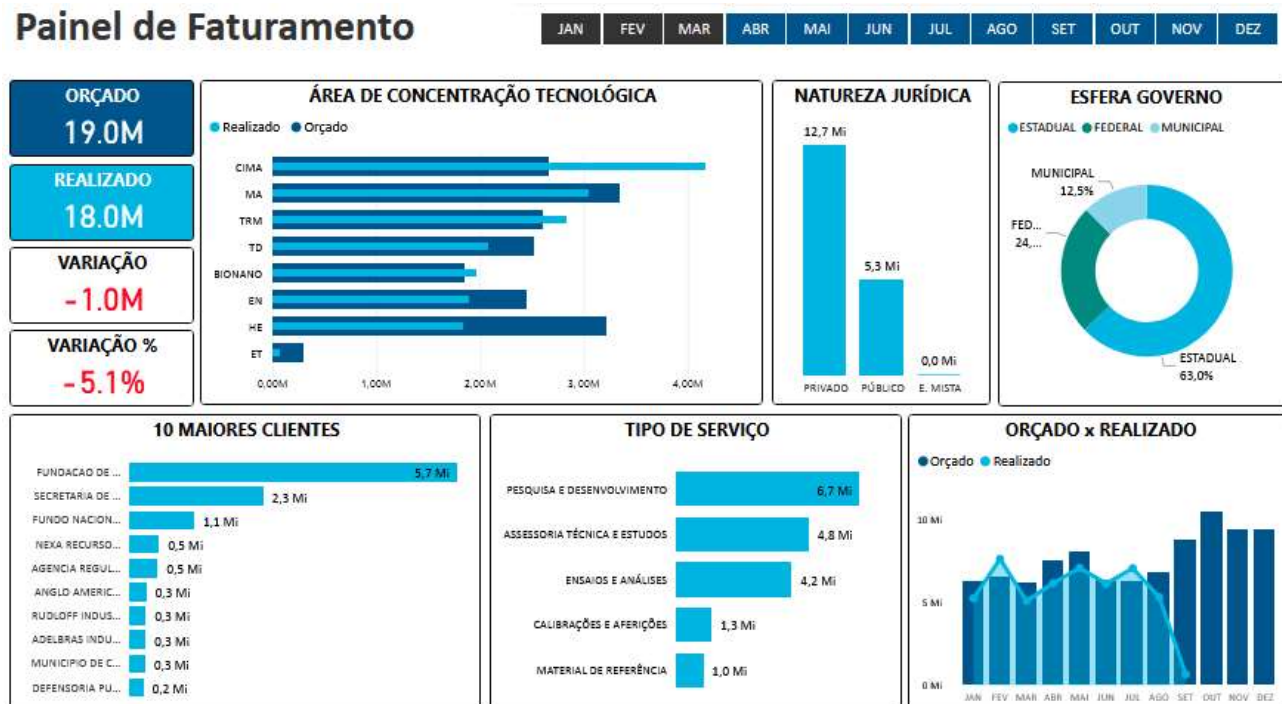 Painel de Faturamento
JAN FEV MAR ABR MAI JUN JUL AGO SET OUT NOV DEZ
ORÇADO
19.0M
REALIZADO
18.0M
VARIAÇÃO
-1.0M
VARIAÇÃO %
-5.1%
ÁREA DE CONCENTRAÇÃO TECNOLÓGICA
Realizado Orçado
CIMA
MA
TRM
TD
BIONANO
EN
HE
ET
0,00M 1,00M 2,00M 3,00M 4,00M
NATUREZA JURÍDICA
12,7 Mi
5,3 Mi
0,0 Mi
PRIVADO PÚBLICO E. MISTA
ESFERA GOVERNO
ESTADUAL FEDERAL MUNICIPAL
MUNICIPAL
12,5%
FED...
24,...
ESTADUAL
63,0%
10 MAIORES CLIENTES
FUNDACAO DE ... 5,7 Mi
SECRETARIA DE ... 2,3 Mi
FUNDO NACION... 1,1 Mi
NEXA RECURSO... 0,5 Mi
AGENCIA REGUL... 0,5 Mi
ANGLO AMERIC... 0,3 Mi
RUDLOFF INDUS... 0,3 Mi
ADELBRAS INDU... 0,3 Mi
MUNICIPIO DE C... 0,3 Mi
DEFENSORIA PU... 0,2 Mi
TIPO DE SERVIÇO
PESQUISA E DESENVOLVIMENTO 6,7 Mi
ASSESSORIA TÉCNICA E ESTUDOS 4,8 Mi
ENSAIOS E ANÁLISES 4,2 Mi
CALIBRAÇÕES E AFERIÇÕES 1,3 Mi
MATERIAL DE REFERÊNCIA 1,0 Mi
ORÇADO x REALIZADO
Orçado Realizado
10 Mi
5 Mi
0 Mi
JAN FEV MAR ABR MAI JUN JUL AGO SET OUT NOV DEZ